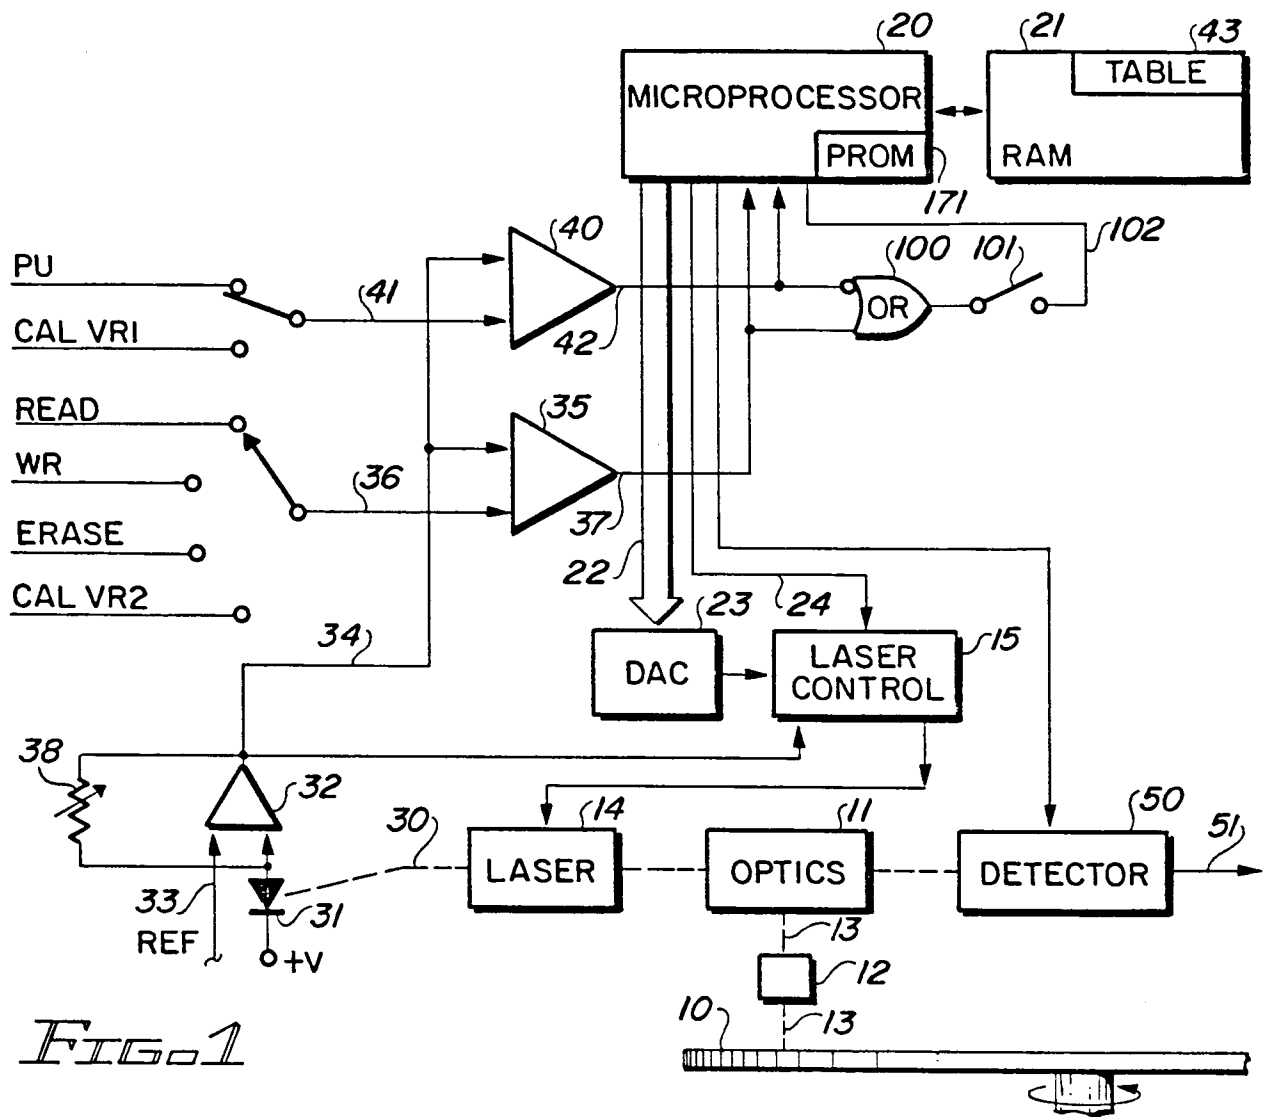 20
21
43
MICROPROCESSOR
TABLE
PROM
RAM
171
40
PU
41
100
101
102
OR
CAL VR1
42
READ
35
WR
36
37
ERASE
22
24
CAL VR2
23
34
DAC
LASER
CONTROL
15
38
32
30
14
11
50
51
LASER
OPTICS
DETECTOR
33
31
REF
+V
13
12
10
13
FIG. 1